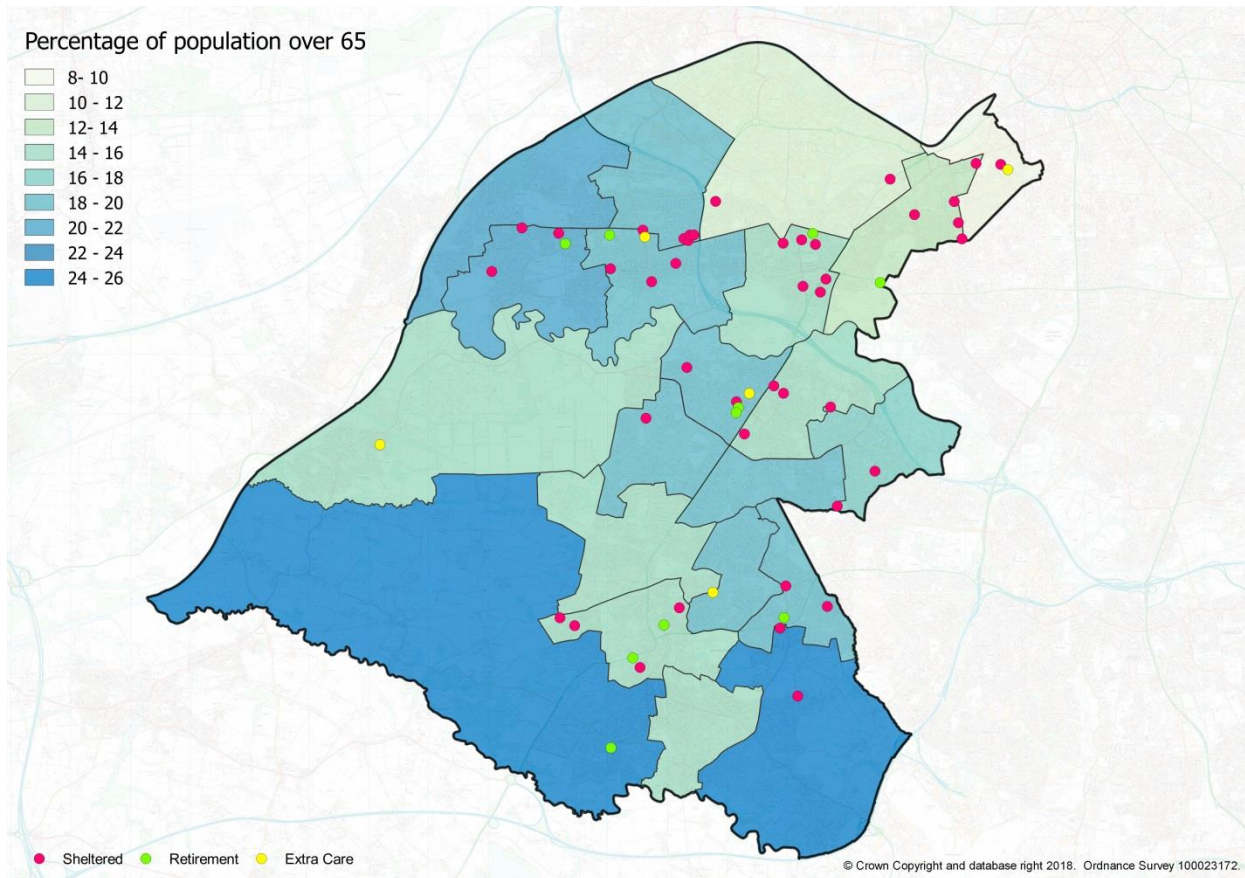 Percentage of population over 65
8- 10
10 - 12
12- 14
14 - 16
16 - 18
18 - 20
20 - 22
22 - 24
24 - 26
Sheltered Retirement Extra Care
© Crown Copyright and database right 2018. Ordnance Survey 100023172.